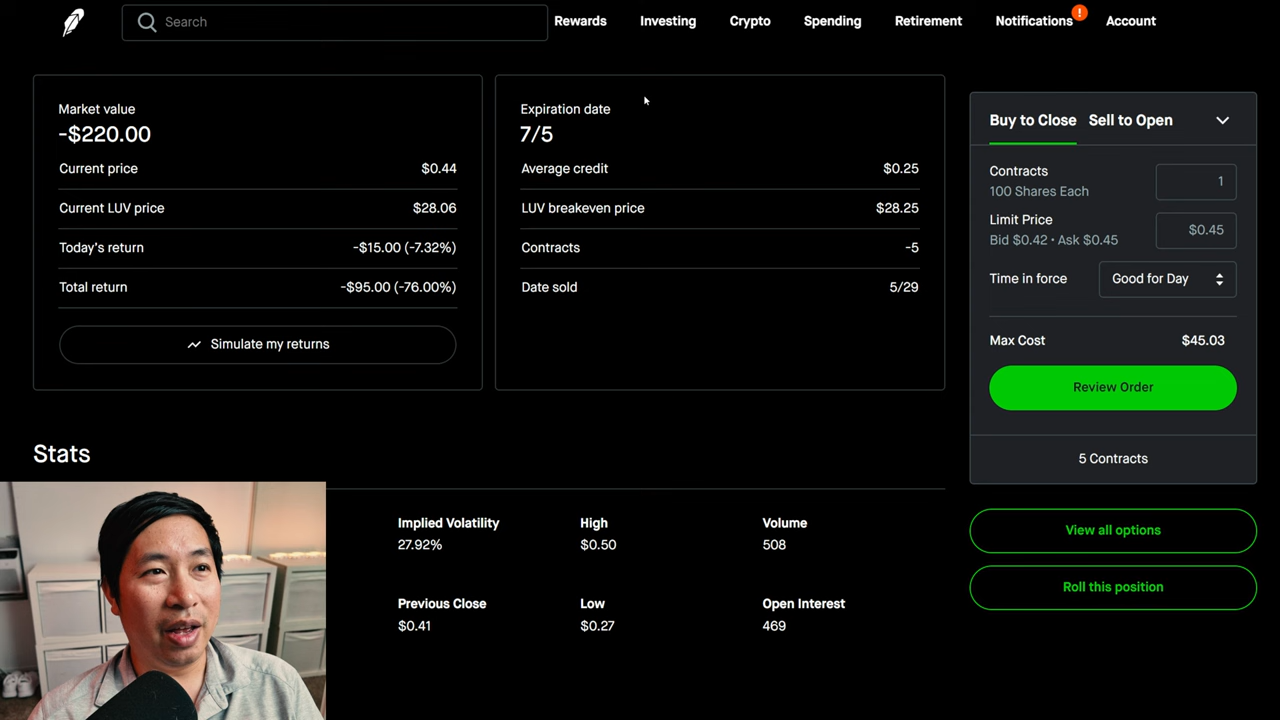 Search
Rewards
Investing
Crypto
Spending
Retirement
Notifications
!
Account
Market value
-$220.00
Current price $0.44
Current LUV price $28.06
Today's return -$15.00 (-7.32%)
Total return -$95.00 (-76.00%)
Simulate my returns
Expiration date
7/5
Average credit $0.25
LUV breakeven price $28.25
Contracts -5
Date sold 5/29
Buy to Close Sell to Open
Contracts
100 Shares Each
1
Limit Price
Bid $0.42 • Ask $0.45
$0.45
Time in force Good for Day
Max Cost $45.03
Review Order
5 Contracts
View all options
Roll this position
Stats
Implied Volatility
27.92%
High
$0.50
Volume
508
Previous Close
$0.41
Low
$0.27
Open Interest
469